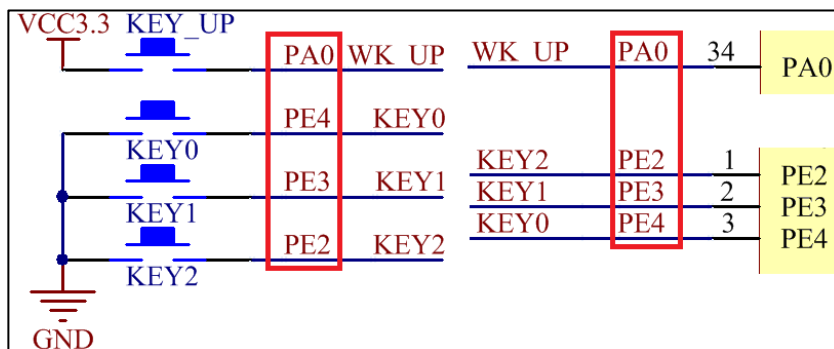 VCC3.3 KEY_UP
PA0 WK_UP
PE4 KEY0
KEY0
PE3 KEY1
KEY1
PE2 KEY2
KEY2
GND
WK_UP PA0 34 PA0
KEY2 PE2 1 PE2
KEY1 PE3 2 PE3
KEY0 PE4 3 PE4